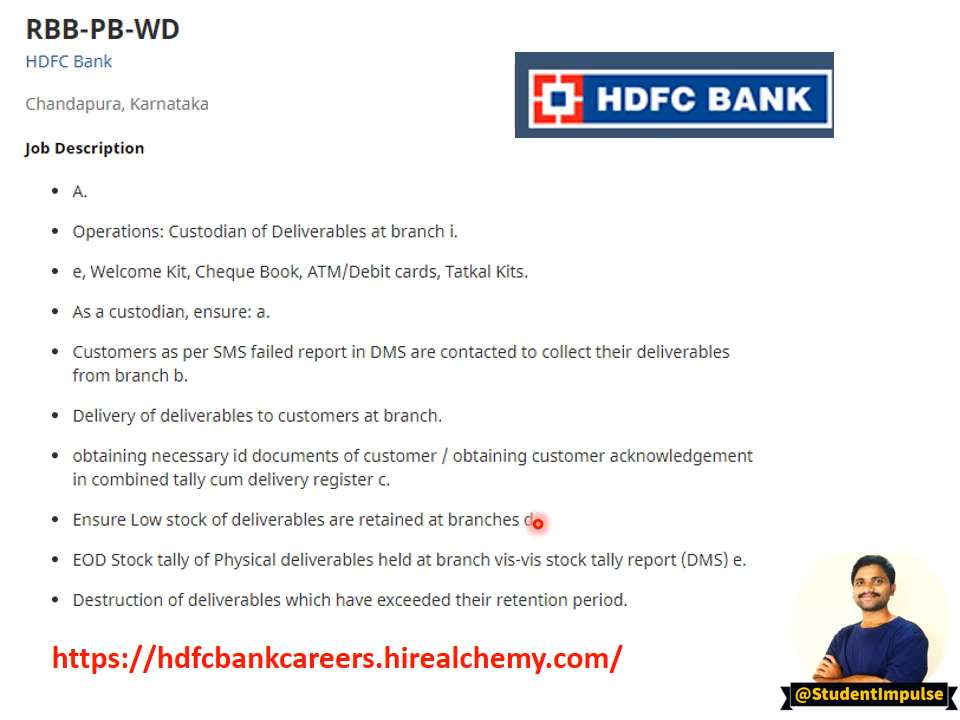 RBB-PB-WD
HDFC Bank
HDFC BANK
Chandapura, Karnataka
Job Description
• A.
• Operations: Custodian of Deliverables at branch i.
• e, Welcome Kit, Cheque Book, ATM/Debit cards, Tatkal Kits.
• As a custodian, ensure: a.
• Customers as per SMS failed report in DMS are contacted to collect their deliverables
from branch b.
• Delivery of deliverables to customers at branch.
• obtaining necessary id documents of customer / obtaining customer acknowledgement
in combined tally cum delivery register c.
• Ensure Low stock of deliverables are retained at branches d
• EOD Stock tally of Physical deliverables held at branch vis-vis stock tally report (DMS) e.
• Destruction of deliverables which have exceeded their retention period.
https://hdfcbankcareers.hirealchemy.com/
@StudentImpulse